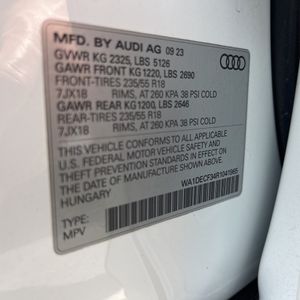 MFD. BY AUDI AG 09 23
GVWR KG 2325, LBS 5126
GAWR FRONT KG 1220, LBS 2690
FRONT-TIRES 235/55 R18
7JX18 RIMS, AT 260 KPA 38 PSI COLD
GAWR REAR KG1200, LBS 2646
REAR-TIRES 235/55 R18
7JX18 RIMS, AT 260 KPA 38 PSI COLD
THIS VEHICLE CONFORMS TO ALL APPLICABLE
U.S. FEDERAL MOTOR VEHICLE SAFETY AND
THEFT PREVENTION STANDARDS IN EFFECT ON
THE DATE OF MANUFACTURE SHOWN ABOVE
HUNGARY WA1DECF34R1041965
TYPE:
MPV